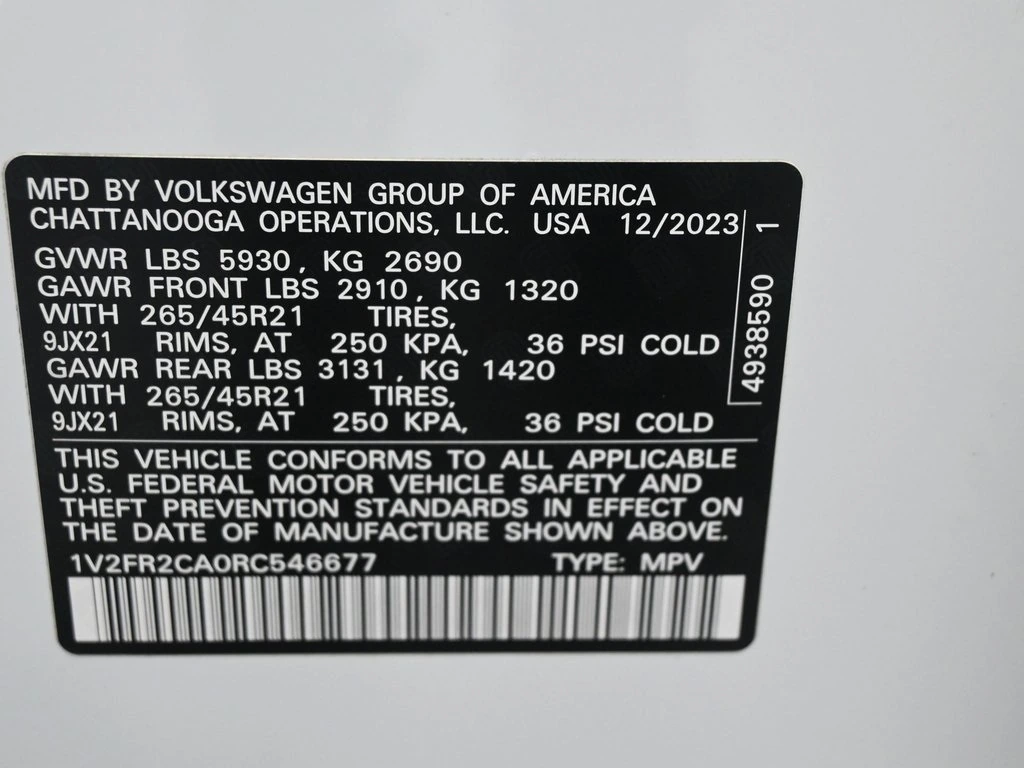 MFD BY VOLKSWAGEN GROUP OF AMERICA
CHATTANOOGA OPERATIONS, LLC. USA 12/2023
GVWR LBS 5930, KG 2690
GAWR FRONT LBS 2910, KG 1320
WITH 265/45R21 TIRES,
9JX21 RIMS, AT 250 KPA, 36 PSI COLD
GAWR REAR LBS 3131, KG 1420
WITH 265/45R21 TIRES,
9JX21 RIMS, AT 250 KPA, 36 PSI COLD
4938590 1
THIS VEHICLE CONFORMS TO ALL APPLICABLE
U.S. FEDERAL MOTOR VEHICLE SAFETY AND
THEFT PREVENTION STANDARDS IN EFFECT ON
THE DATE OF MANUFACTURE SHOWN ABOVE.
1V2FR2CA0RC546677 TYPE: MPV